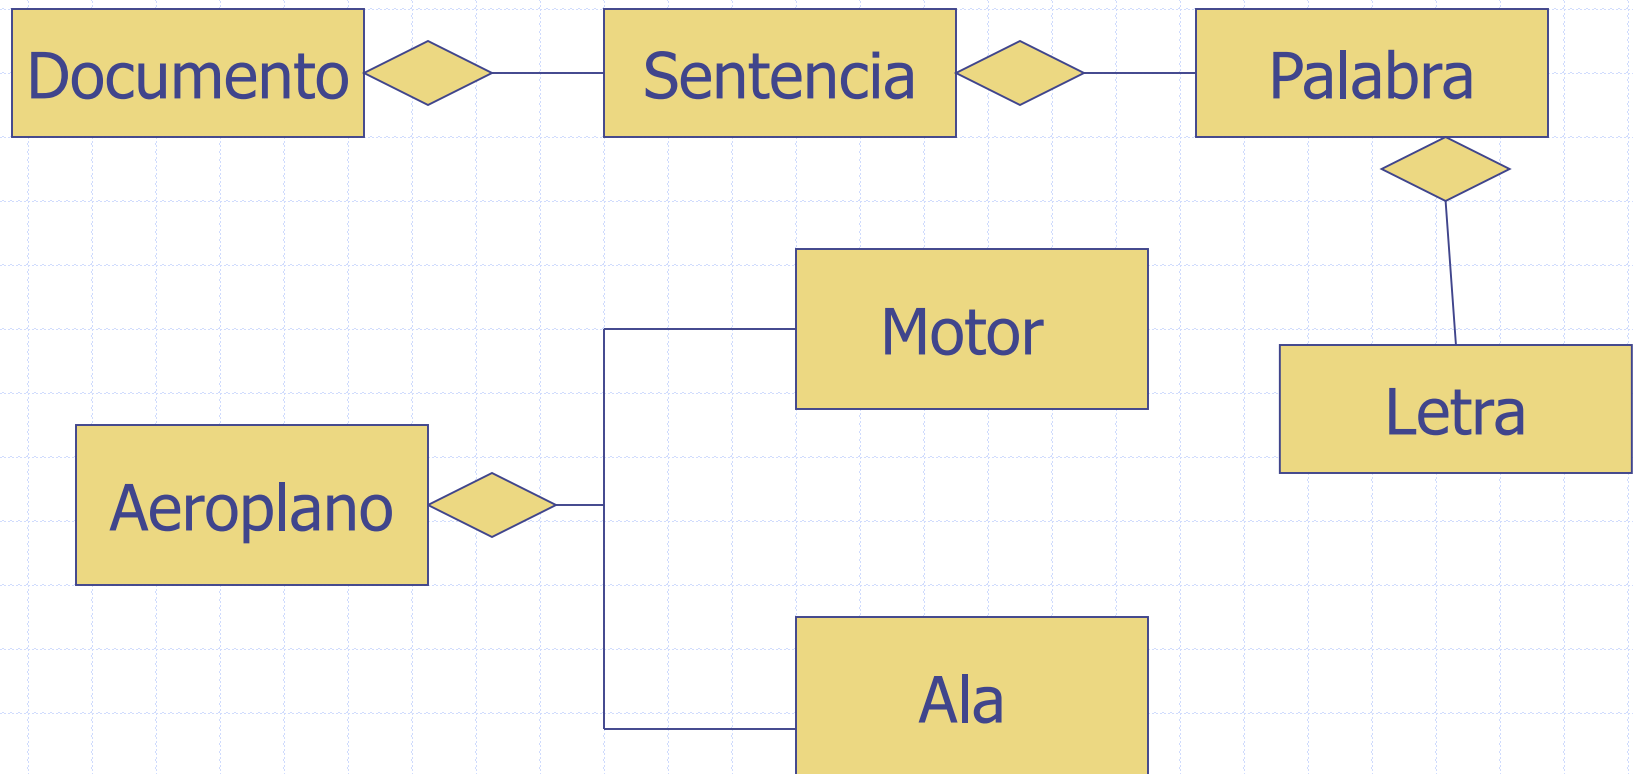 Documento
Sentencia
Palabra
Motor
Letra
Aeroplano
Ala